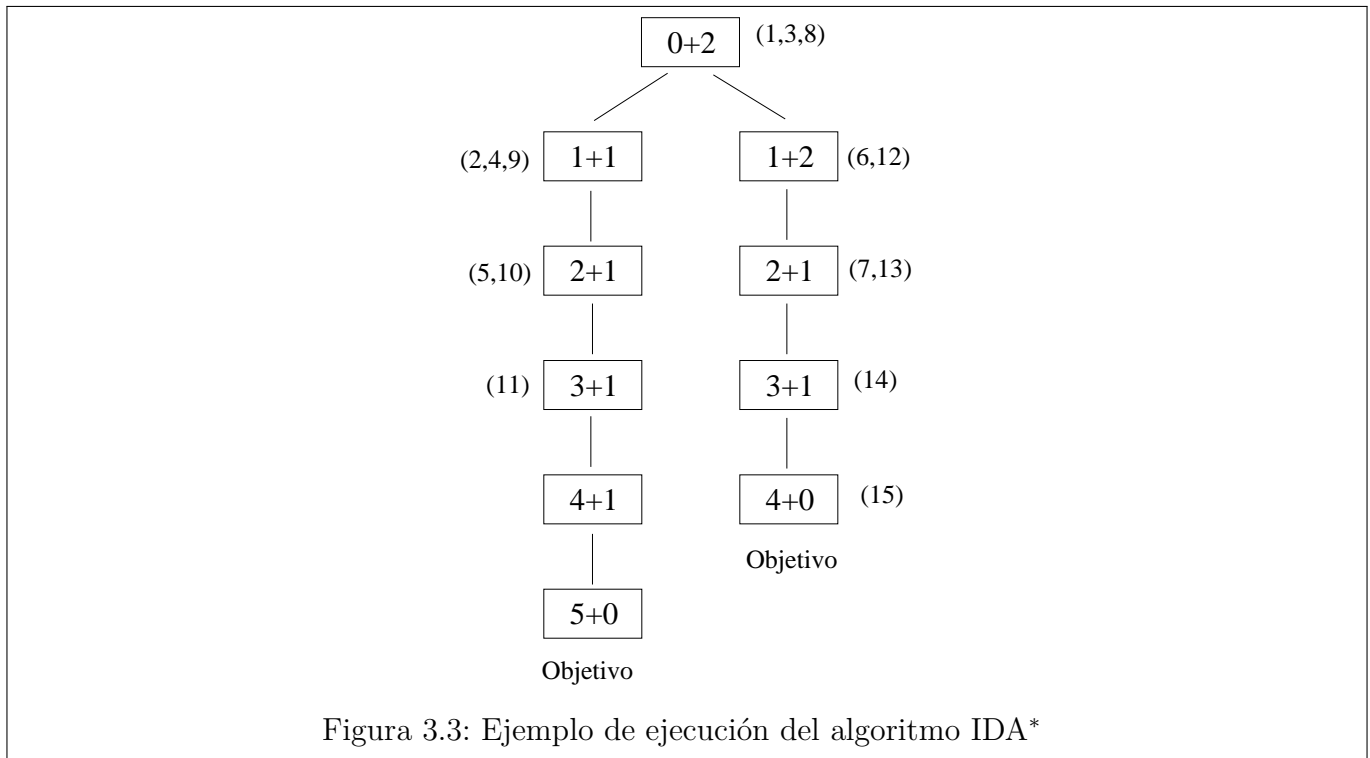 0+2 (1,3,8)
(2,4,9) 1+1 1+2 (6,12)
(5,10) 2+1 2+1 (7,13)
(11) 3+1 3+1 (14)
4+1 4+0 (15)
Objetivo
5+0
Objetivo
Figura 3.3: Ejemplo de ejecución del algoritmo IDA*